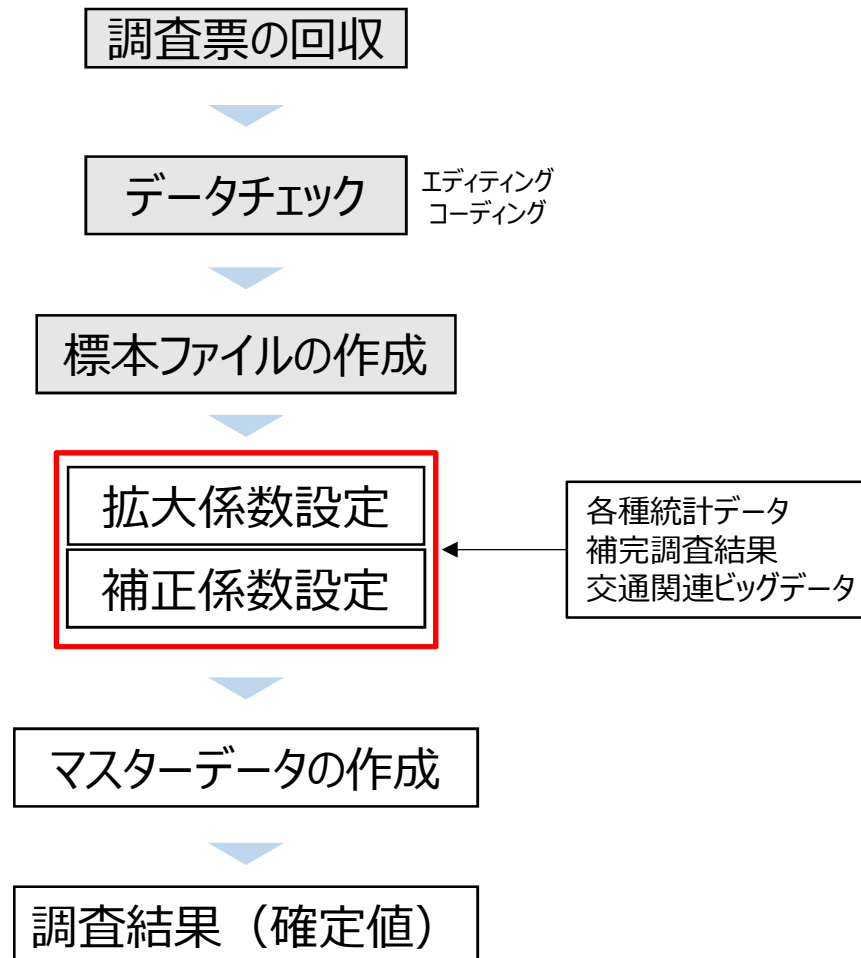 調査票の回収
データチェック
エディティング
コーディング
標本ファイルの作成
拡大係数設定
補正係数設定
各種統計データ
補完調査結果
交通関連ビッグデータ
マスターデータの作成
調査結果（確定値）